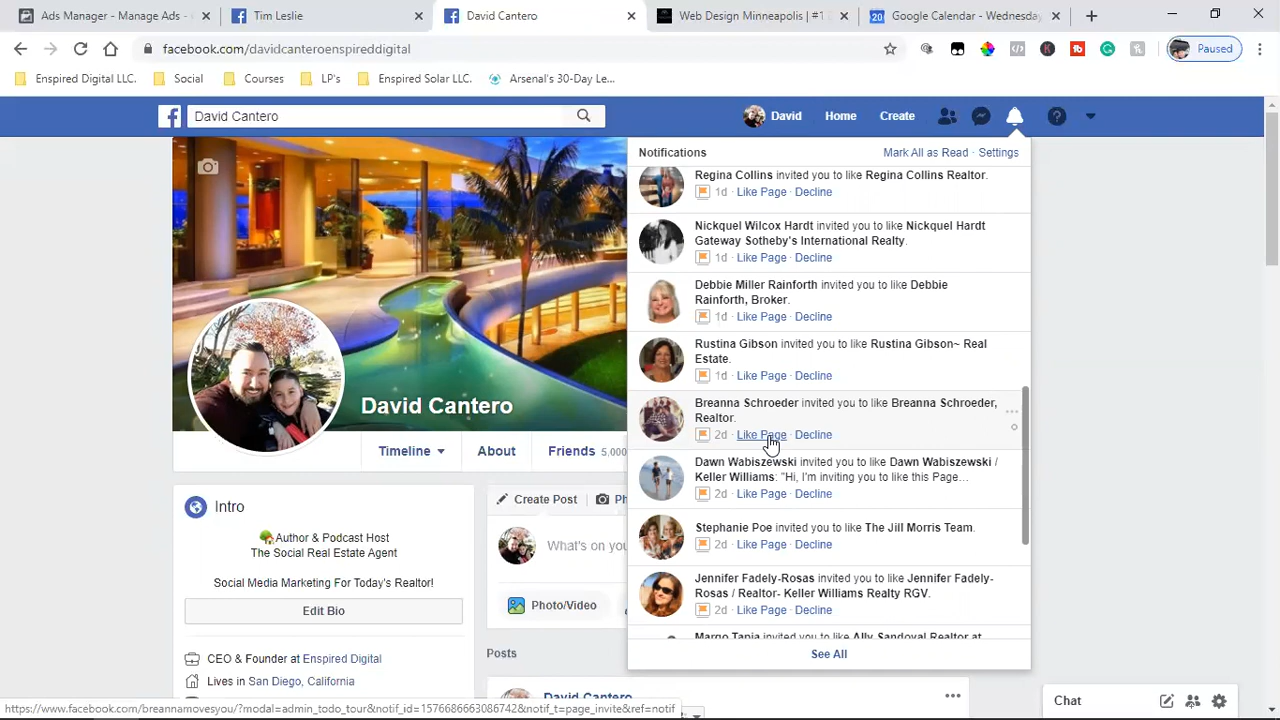 Ads Manager - Manage Ads -
Tim Leslie
David Cantero
Web Design Minneapolis | #1
20
Google Calendar - Wednesday
facebook.com/davidcanteroenspireddigital
Paused
Enspired Digital LLC.
Social
Courses
LP's
Enspired Solar LLC.
Arsenal's 30-Day Le...
David Cantero
David
Home
Create
Notifications
Mark All as Read · Settings
Regina Collins invited you to like Regina Collins Realtor.
1d · Like Page · Decline
Nickquel Wilcox Hardt invited you to like Nickquel Hardt
Gateway Sotheby's International Realty.
1d · Like Page · Decline
Debbie Miller Rainforth invited you to like Debbie
Rainforth, Broker.
1d · Like Page · Decline
Rustina Gibson invited you to like Rustina Gibson~ Real
Estate.
1d · Like Page · Decline
Breanna Schroeder invited you to like Breanna Schroeder,
Realtor.
2d · Like Page · Decline
Dawn Wabiszewski invited you to like Dawn Wabiszewski /
Keller Williams: "Hi, I'm inviting you to like this Page...
2d · Like Page · Decline
Stephanie Poe invited you to like The Jill Morris Team.
2d · Like Page · Decline
Jennifer Fadely-Rosas invited you to like Jennifer Fadely-
Rosas / Realtor- Keller Williams Realty RGV.
2d · Like Page · Decline
Margo Tapia invited you to like Ally Sandoval Realtor at
See All
David Cantero
Timeline
About
Friends 5,000
Intro
Author & Podcast Host
The Social Real Estate Agent
Social Media Marketing For Today's Realtor!
Edit Bio
CEO & Founder at Enspired Digital
Lives in San Diego, California
Create Post
Ph
What's on you
Photo/Video
Posts
David Cantero
Chat
https://www.facebook.com/breannamovesyou/?modal=admin_todo_tour&notif_id=1576686663086742&notif_t=page_invite&ref=notif